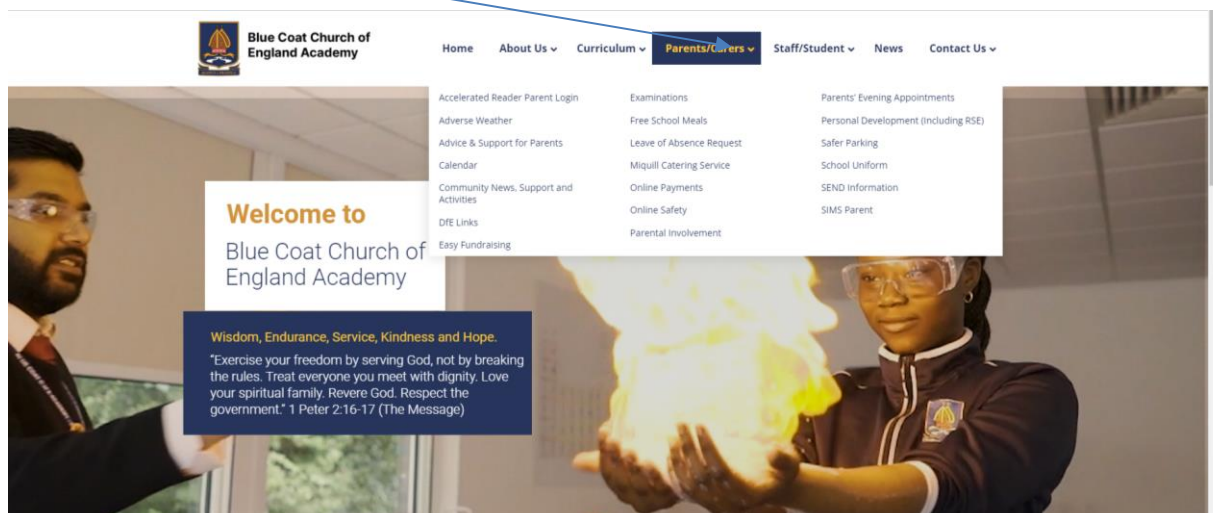 Blue Coat Church of
England Academy
Home About Us Curriculum Parents/Carers Staff/Student News Contact Us
Accelerated Reader Parent Login
Adverse Weather
Advice & Support for Parents
Calendar
Community News, Support and
Activities
DfE Links
Easy Fundraising
Examinations
Free School Meals
Leave of Absence Request
Miquill Catering Service
Online Payments
Online Safety
Parental Involvement
Parents' Evening Appointments
Personal Development (Including RSE)
Safer Parking
School Uniform
SEND Information
SIMS Parent
Welcome to
Blue Coat Church of
England Academy
Wisdom, Endurance, Service, Kindness and Hope.
"Exercise your freedom by serving God, not by breaking
the rules. Treat everyone you meet with dignity. Love
your spiritual family. Revere God. Respect the
government." 1 Peter 2:16-17 (The Message)